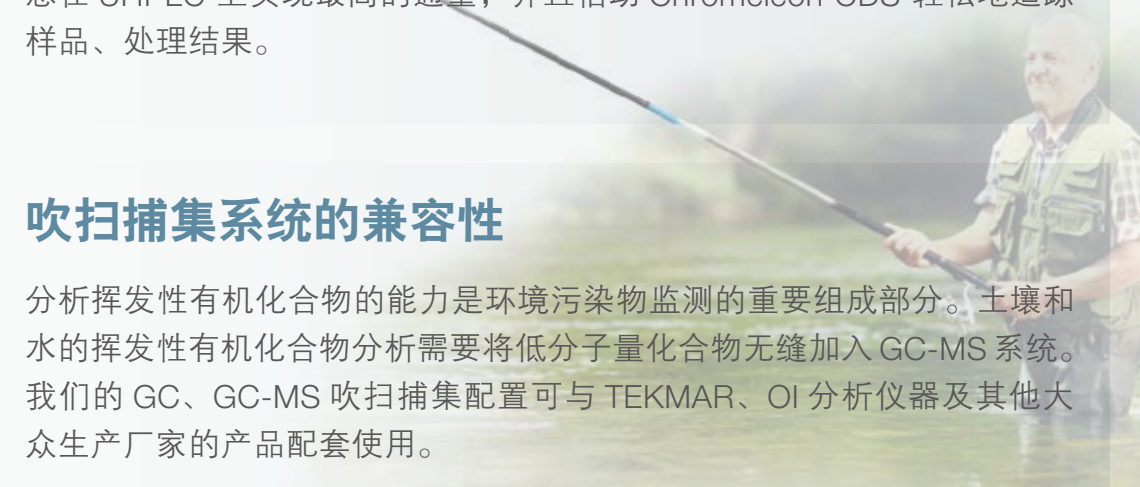 样品、处理结果。
吹扫捕集系统的兼容性
分析挥发性有机化合物的能力是环境污染物监测的重要组成部分。土壤和
水的挥发性有机化合物分析需要将低分子量化合物无缝加入 GC-MS 系统。
我们的 GC、GC-MS 吹扫捕集配置可与 TEKMAR、OI 分析仪器及其他大
众生产厂家的产品配套使用。